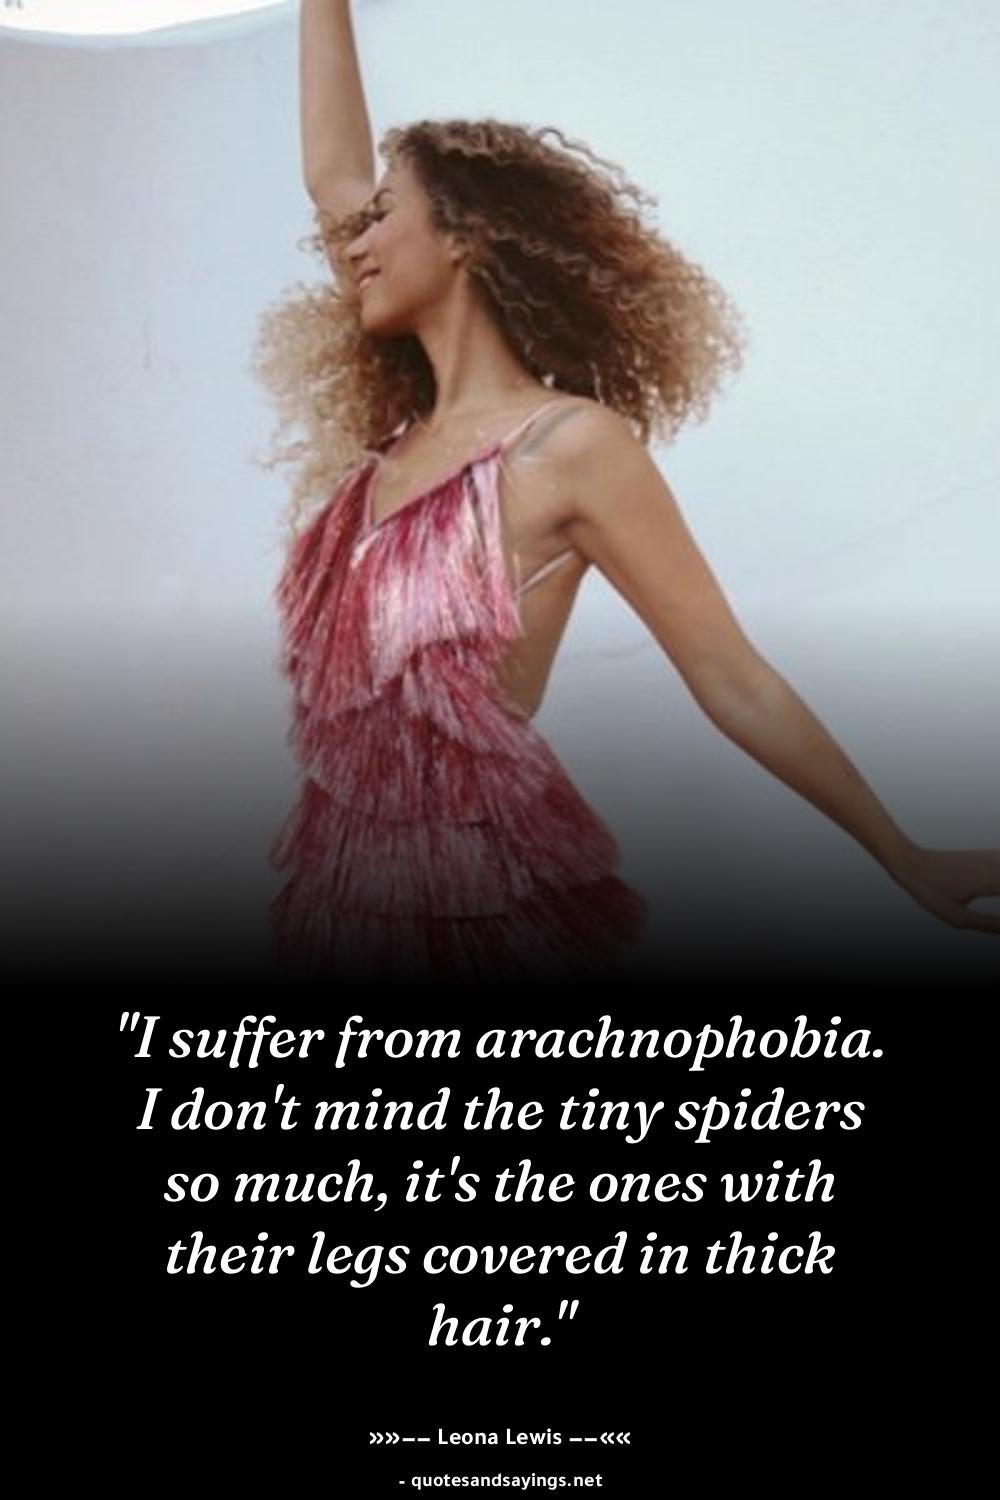 "I suffer from arachnophobia.
I don't mind the tiny spiders
so much, it's the ones with
their legs covered in thick
hair."
»»–– Leona Lewis ––««
- quotesandsayings.net